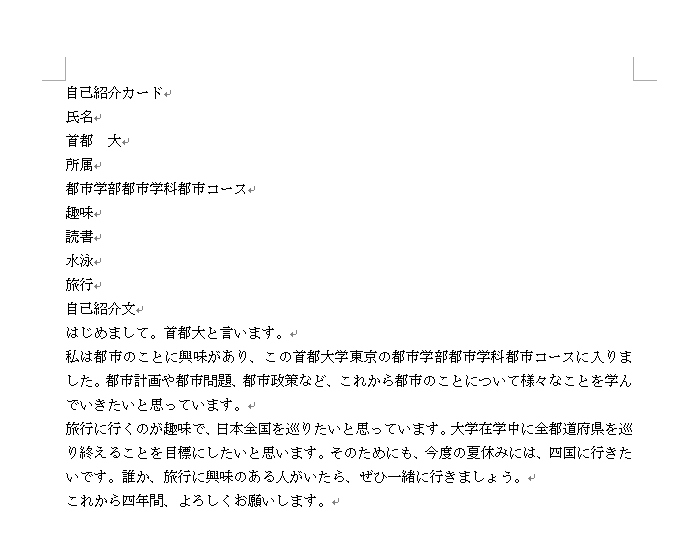 自己紹介カード
氏名
首都　大
所属
都市学部都市学科都市コース
趣味
読書
水泳
旅行
自己紹介文
はじめまして。首都大と言います。
私は都市のことに興味があり、この首都大学東京の都市学部都市学科都市コースに入りま
した。都市計画や都市問題、都市政策など、これから都市のことについて様々なことを学ん
でいきたいと思っています。
旅行に行くのが趣味で、日本全国を巡りたいと思っています。大学在学中に全都道府県を巡
り終えることを目標にしたいと思います。そのためにも、今度の夏休みには、四国に行きた
いです。誰か、旅行に興味のある人がいたら、ぜひ一緒に行きましょう。
これから四年間、よろしくお願いします。